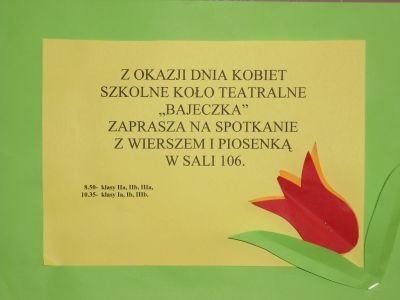 Z OKAZJI DNIA KOBIET
SZKOLNE KOŁO TEATRALNE
„BAJECZKA”
ZAPRASZA NA SPOTKANIE
Z WIERSZEM I PIOSENKĄ
W SALI 106.
8.50- klasy IIa, IIb, IIIa,
10.35- klasy Ia, Ib, IIIb.